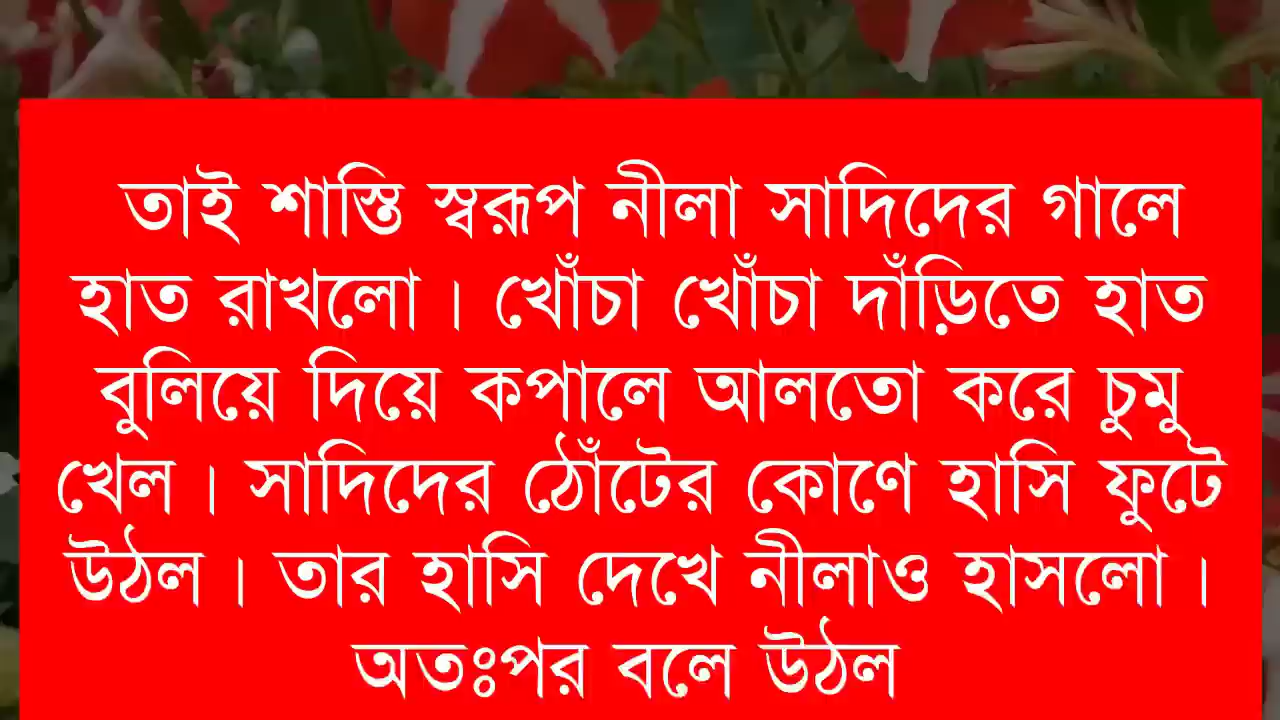 তাই শাস্তি স্বরূপ নীলা সাদিদের গালে
হাত রাখলো। খোঁচা খোঁচা দাঁড়িতে হাত
বুলিয়ে দিয়ে কপালে আলতো করে চুমু
খেল। সাদিদের ঠোঁটের কোণে হাসি ফুটে
উঠল। তার হাসি দেখে নীলাও হাসলো।
অতঃপর বলে উঠল